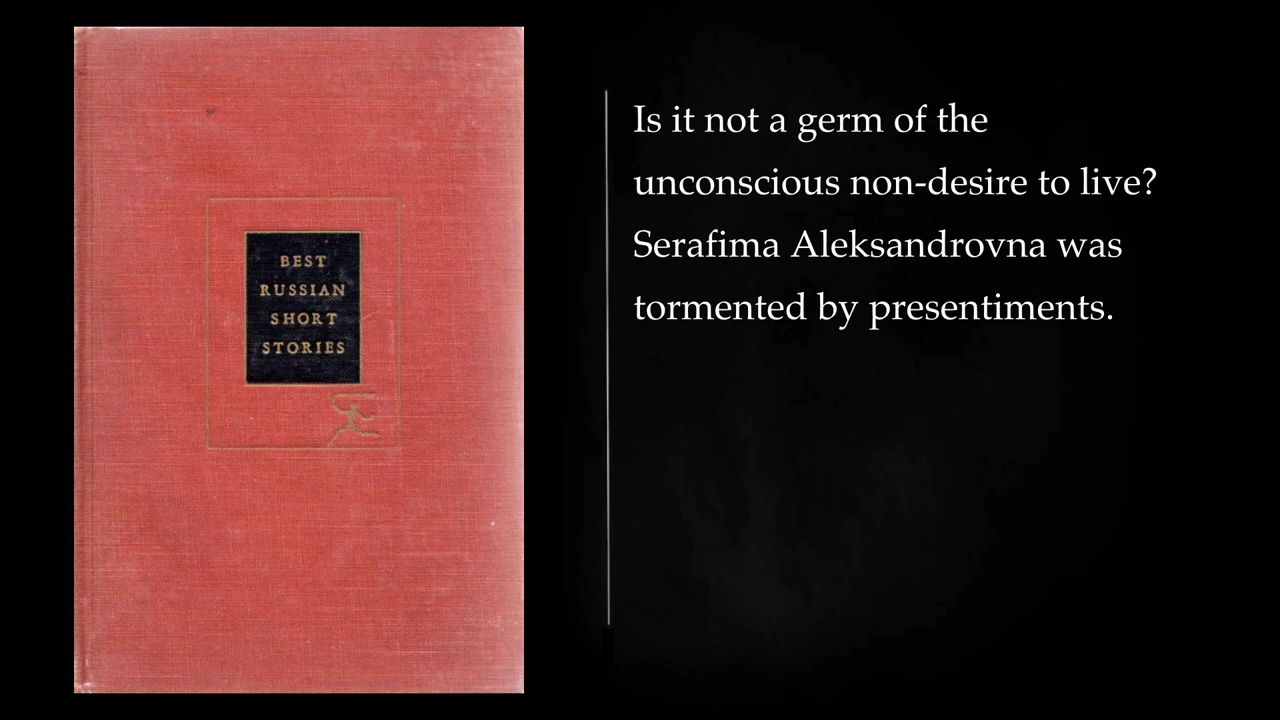 BEST
RUSSIAN
SHORT
STORIES
Is it not a germ of the
unconscious non-desire to live?
Serafima Aleksandrovna was
tormented by presentiments.